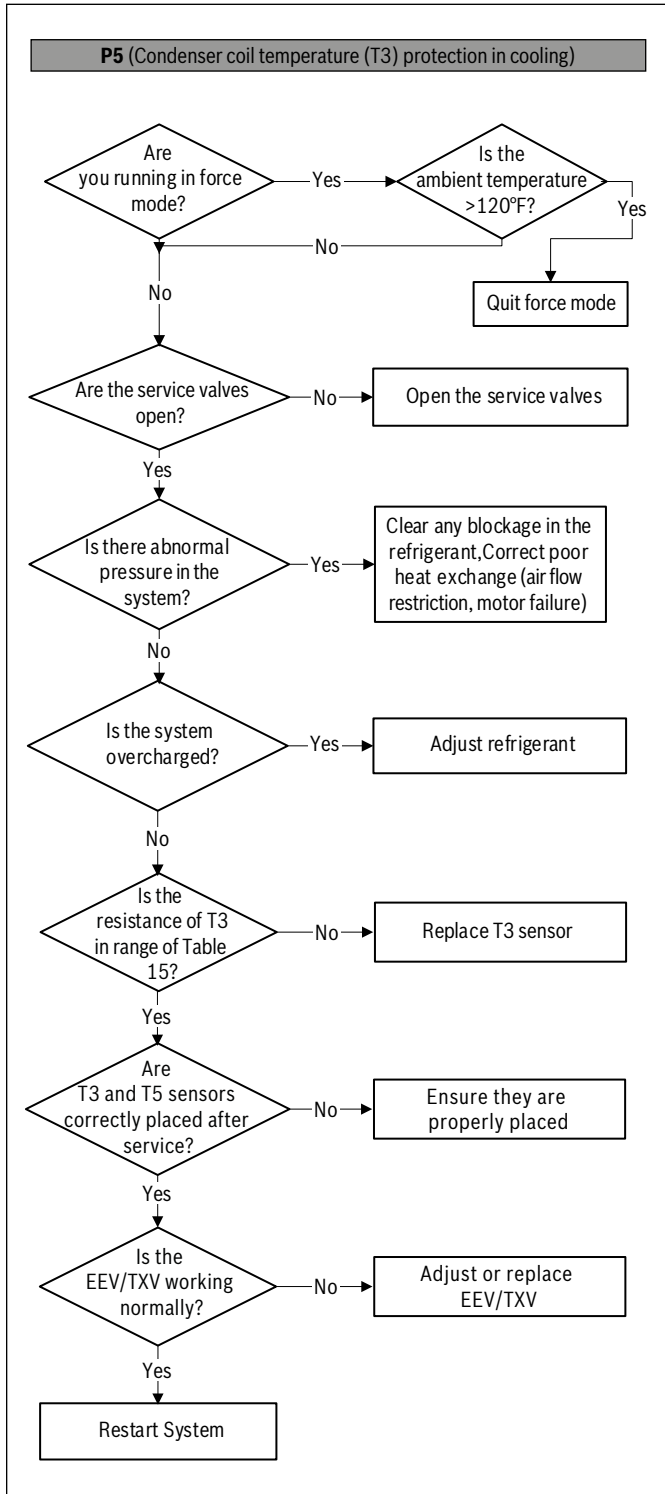 P5 (Condenser coil temperature (T3) protection in cooling)
Are
you running in force
mode?
Yes
Is the
ambient temperature
>120°F?
Yes
No
No
Quit force mode
Are the service valves
open?
No
Open the service valves
Yes
Is there abnormal
pressure in the
system?
Yes
Clear any blockage in the
refrigerant,Correct poor
heat exchange (air flow
restriction, motor failure)
No
Is the system
overcharged?
Yes
Adjust refrigerant
No
Is the
resistance of T3
in range of Table
15?
No
Replace T3 sensor
Yes
Are
T3 and T5 sensors
correctly placed after
service?
No
Ensure they are
properly placed
Yes
Is the
EEV/TXV working
normally?
No
Adjust or replace
EEV/TXV
Yes
Restart System